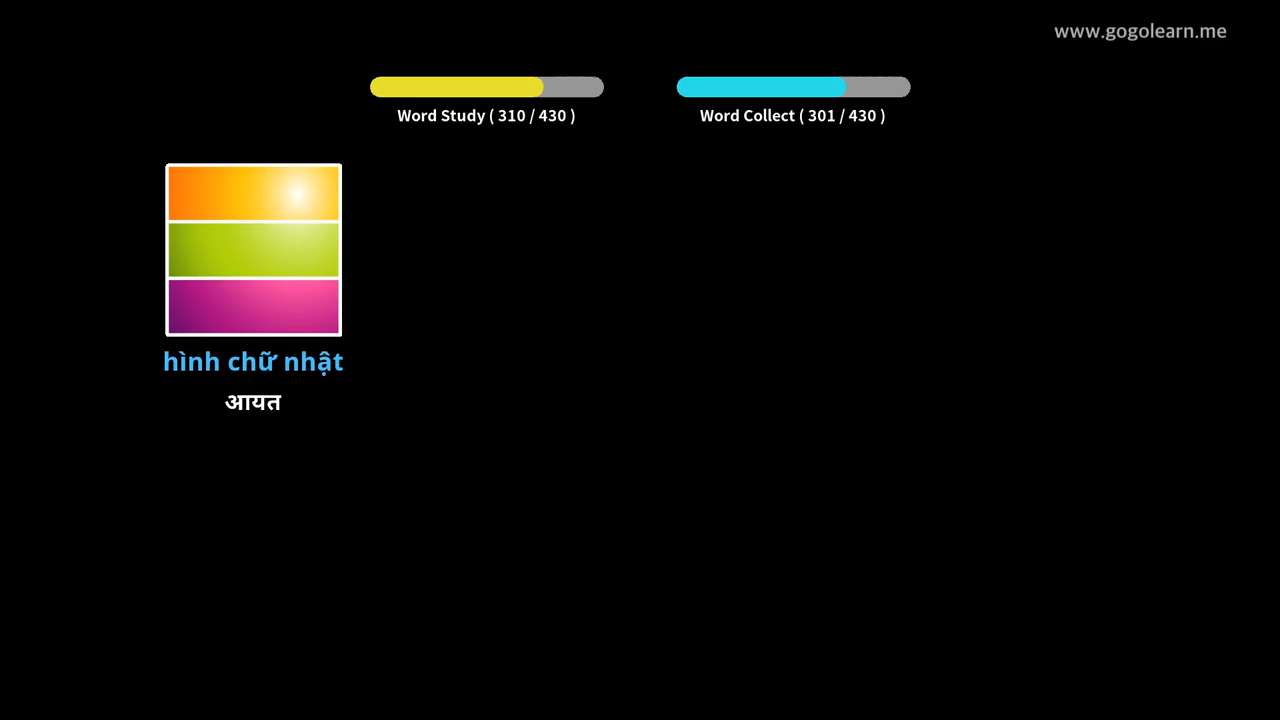 www.gogolearn.me
Word Study ( 310 / 430 )
Word Collect ( 301 / 430 )
hình chữ nhật
आयत